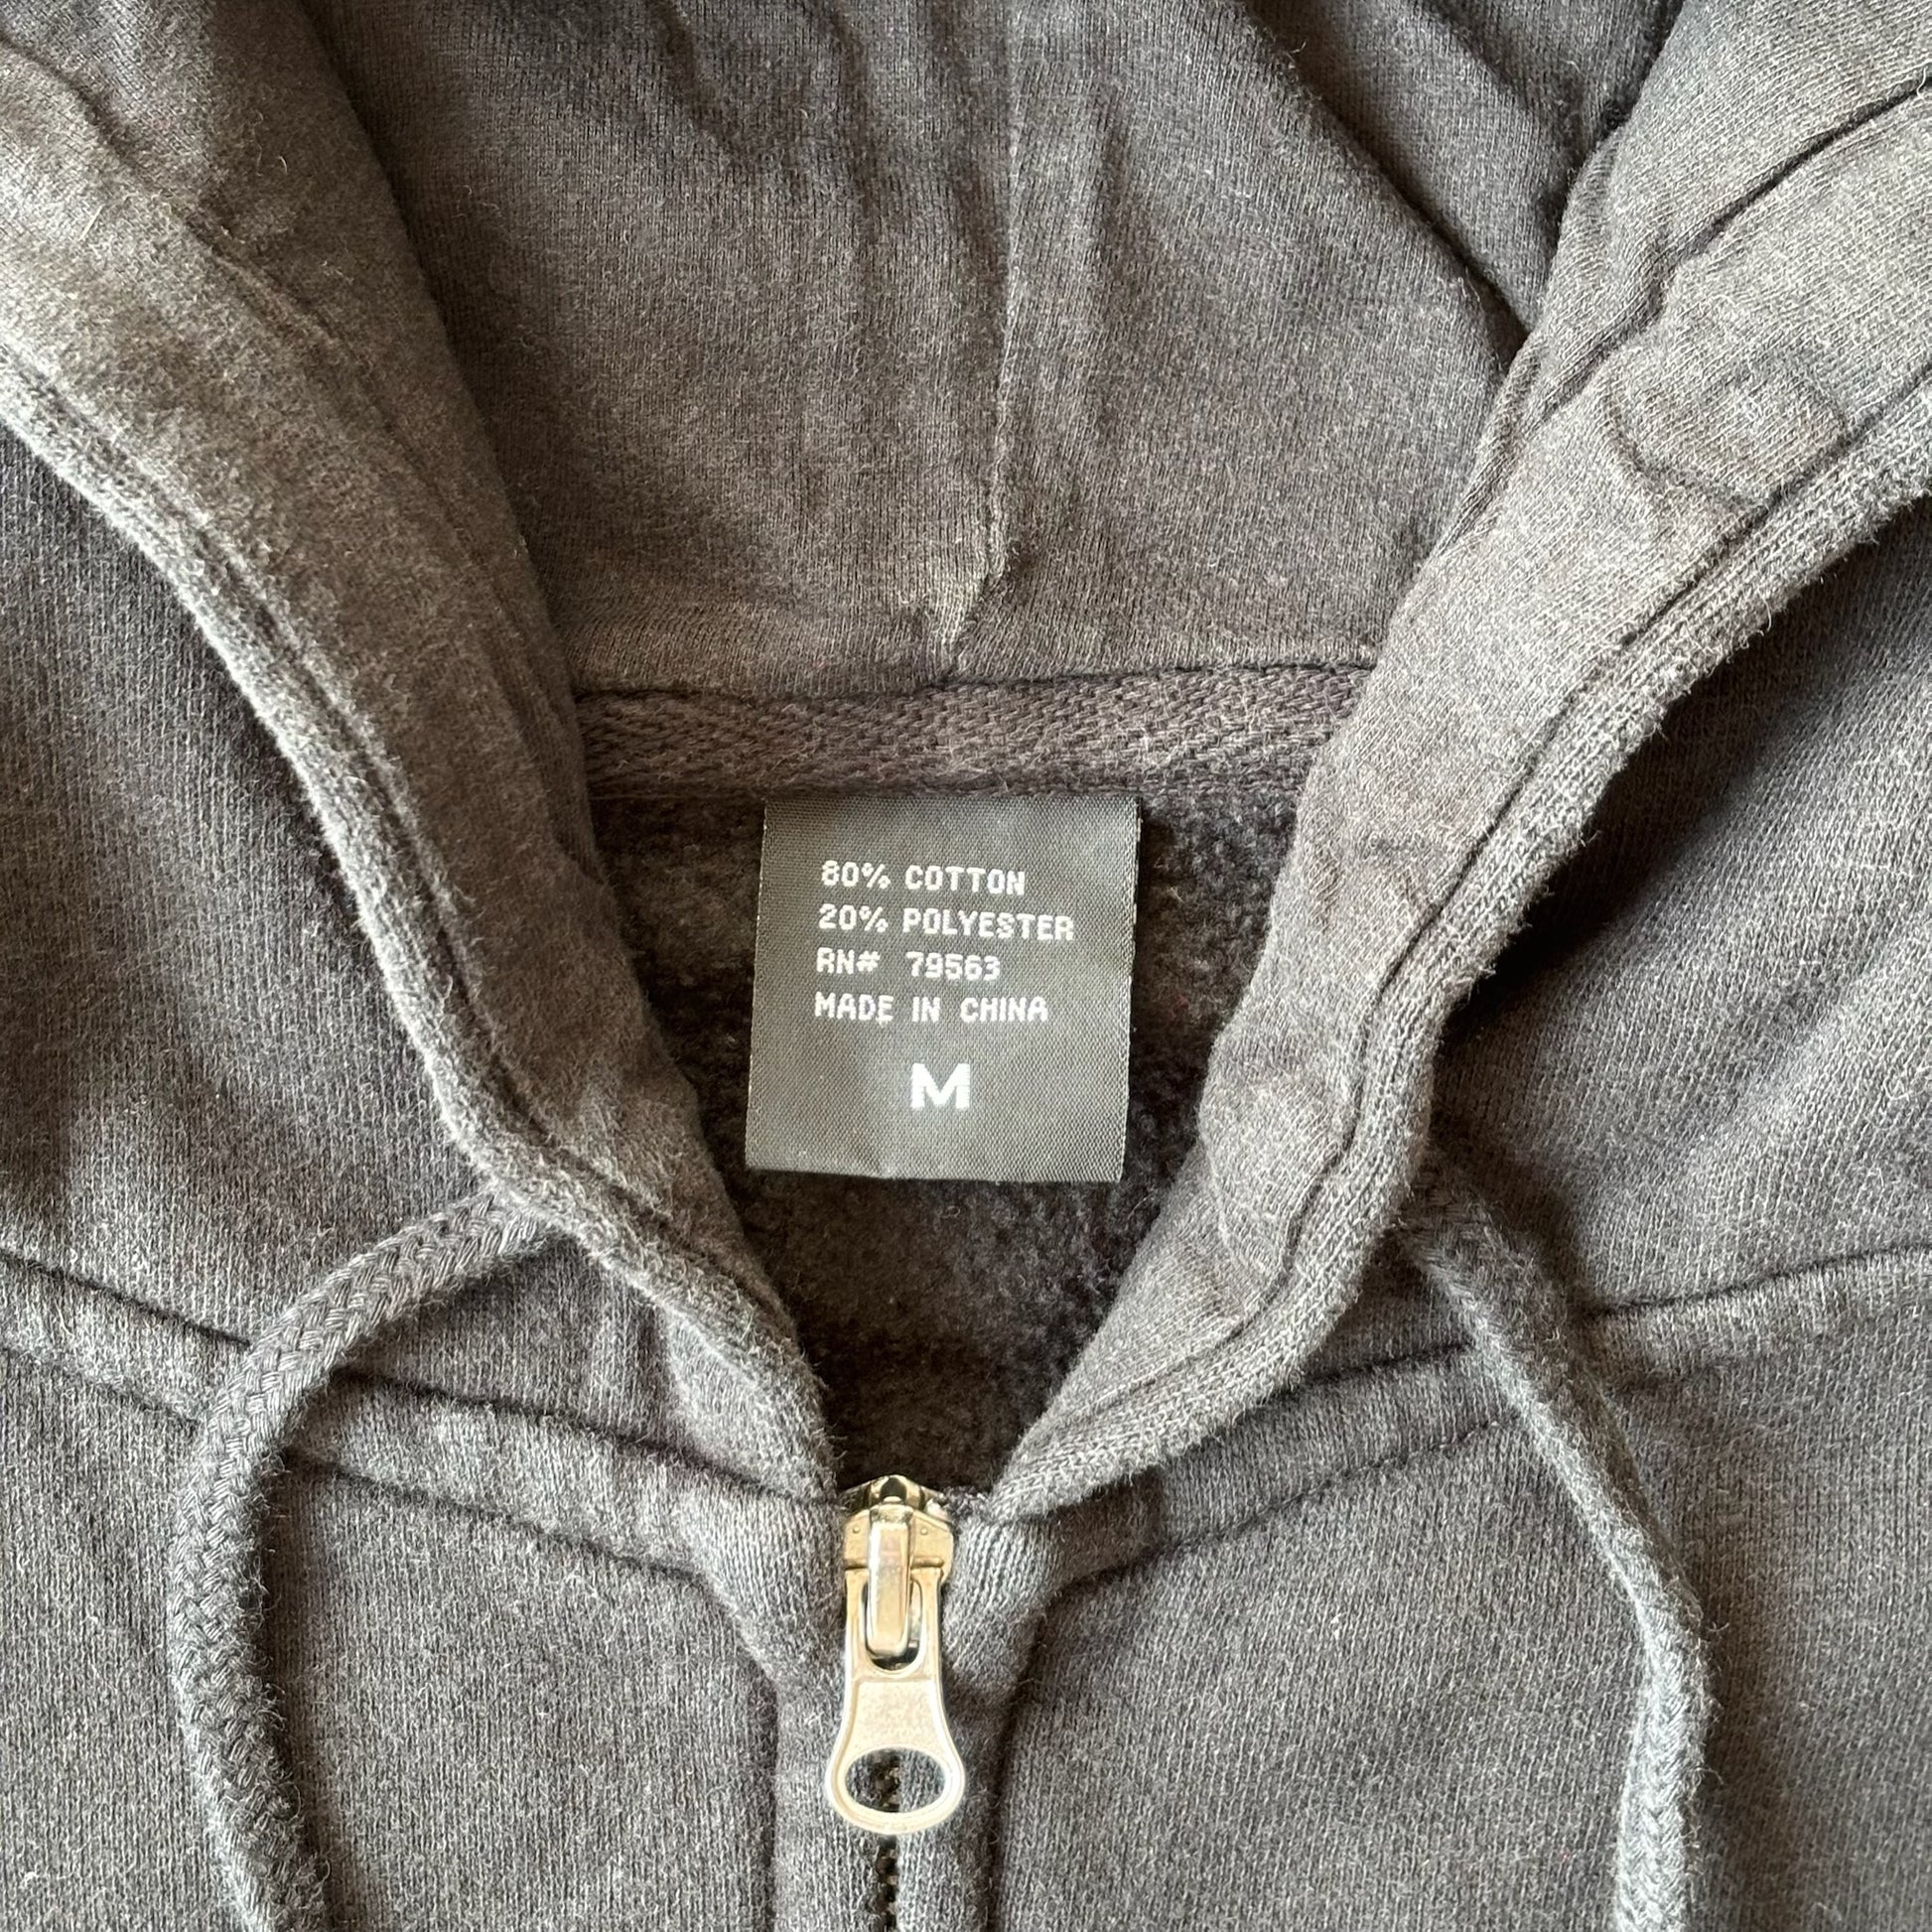 80% COTTON
20% POLYESTER
RN# 79563
MADE IN CHINA
M